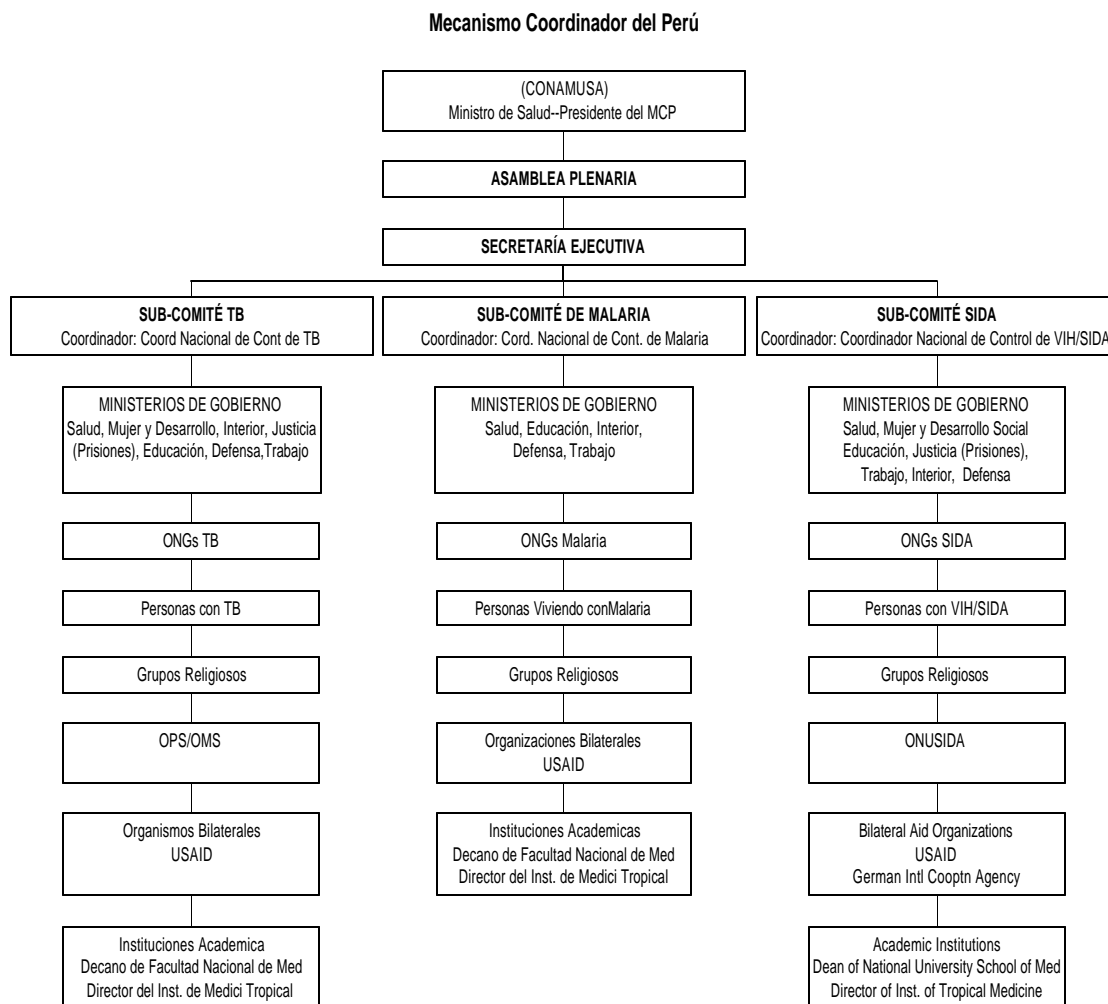 Mecanismo Coordinador del Perú
(CONAMUSA)
Ministro de Salud--Presidente del MCP
ASAMBLEA PLENARIA
SECRETARÍA EJECUTIVA
SUB-COMITÉ TB
Coordinador: Coord Nacional de Cont de TB
MINISTERIOS DE GOBIERNO
Salud, Mujer y Desarrollo, Interior, Justicia
(Prisiones), Educación, Defensa,Trabajo
ONGs TB
Personas con TB
Grupos Religiosos
OPS/OMS
Organismos Bilaterales
USAID
Instituciones Academica
Decano de Facultad Nacional de Med
Director del Inst. de Medici Tropical
SUB-COMITÉ DE MALARIA
Coordinador: Cord. Nacional de Cont. de Malaria
MINISTERIOS DE GOBIERNO
Salud, Educación, Interior,
Defensa, Trabajo
ONGs Malaria
Personas Viviendo conMalaria
Grupos Religiosos
Organizaciones Bilaterales
USAID
Instituciones Academicas
Decano de Facultad Nacional de Med
Director del Inst. de Medici Tropical
SUB-COMITÉ SIDA
Coordinador: Coordinador Nacional de Control de VIH/SIDA
MINISTERIOS DE GOBIERNO
Salud, Mujer y Desarrollo Social
Educación, Justicia (Prisiones),
Trabajo, Interior, Defensa
ONGs SIDA
Personas con VIH/SIDA
Grupos Religiosos
ONUSIDA
Bilateral Aid Organizations
USAID
German Intl Cooptn Agency
Academic Institutions
Dean of National University School of Med
Director of Inst. of Tropical Medicine